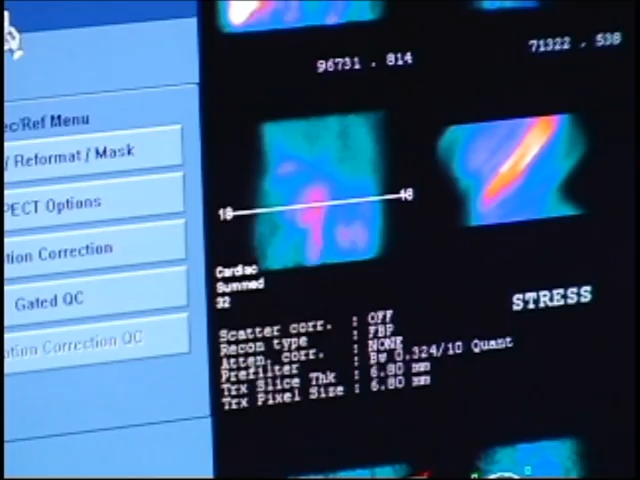 96731 . 814
71322 . 538
ec/Ref Menu
/ Reformat / Mask
PECT Options
tion Correction
Gated QC
ation Correction QC
18
18
Cardiac
Summed
32
STRESS
Scatter corr. : OFF
Recon type : FBP
Atten. corr. : NONE
Prefilter : Bw 0.324/10 Quant
Trx Slice Thk : 6.80 mm
Trx Pixel Size : 6.80 mm